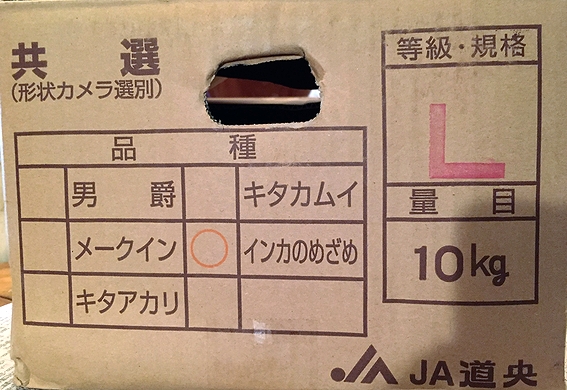 共選
(形状カメラ選別)
品種
男爵 キタカムイ
メークイン ○ インカのめざめ
キタアカリ
等級・規格
L
量目
10kg
JA道央